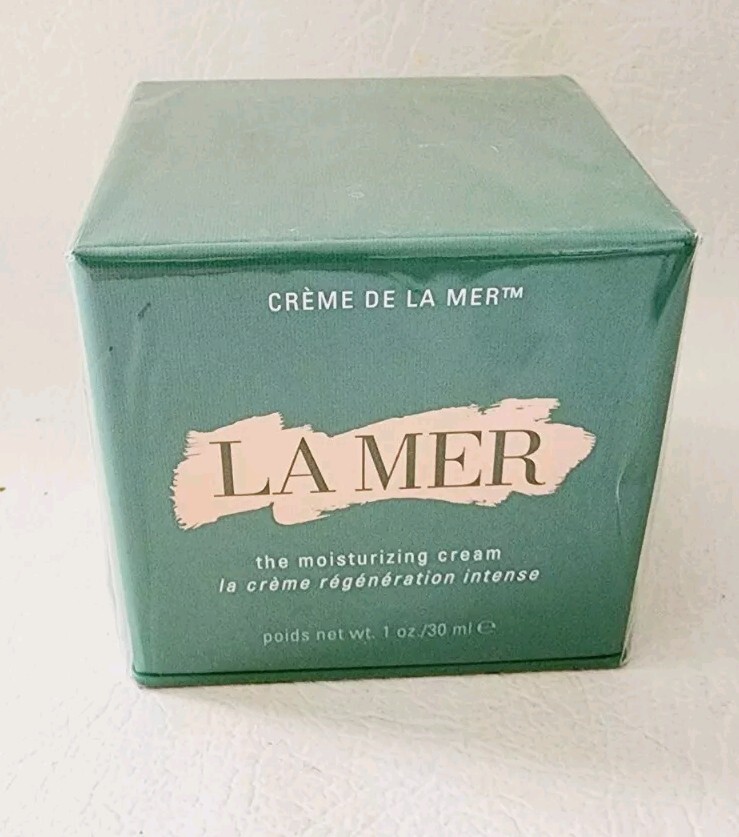 CRÈME DE LA MER™
LA MER
the moisturizing cream
la crème régénération intense
poids net wt. 1 oz./30 ml ℮